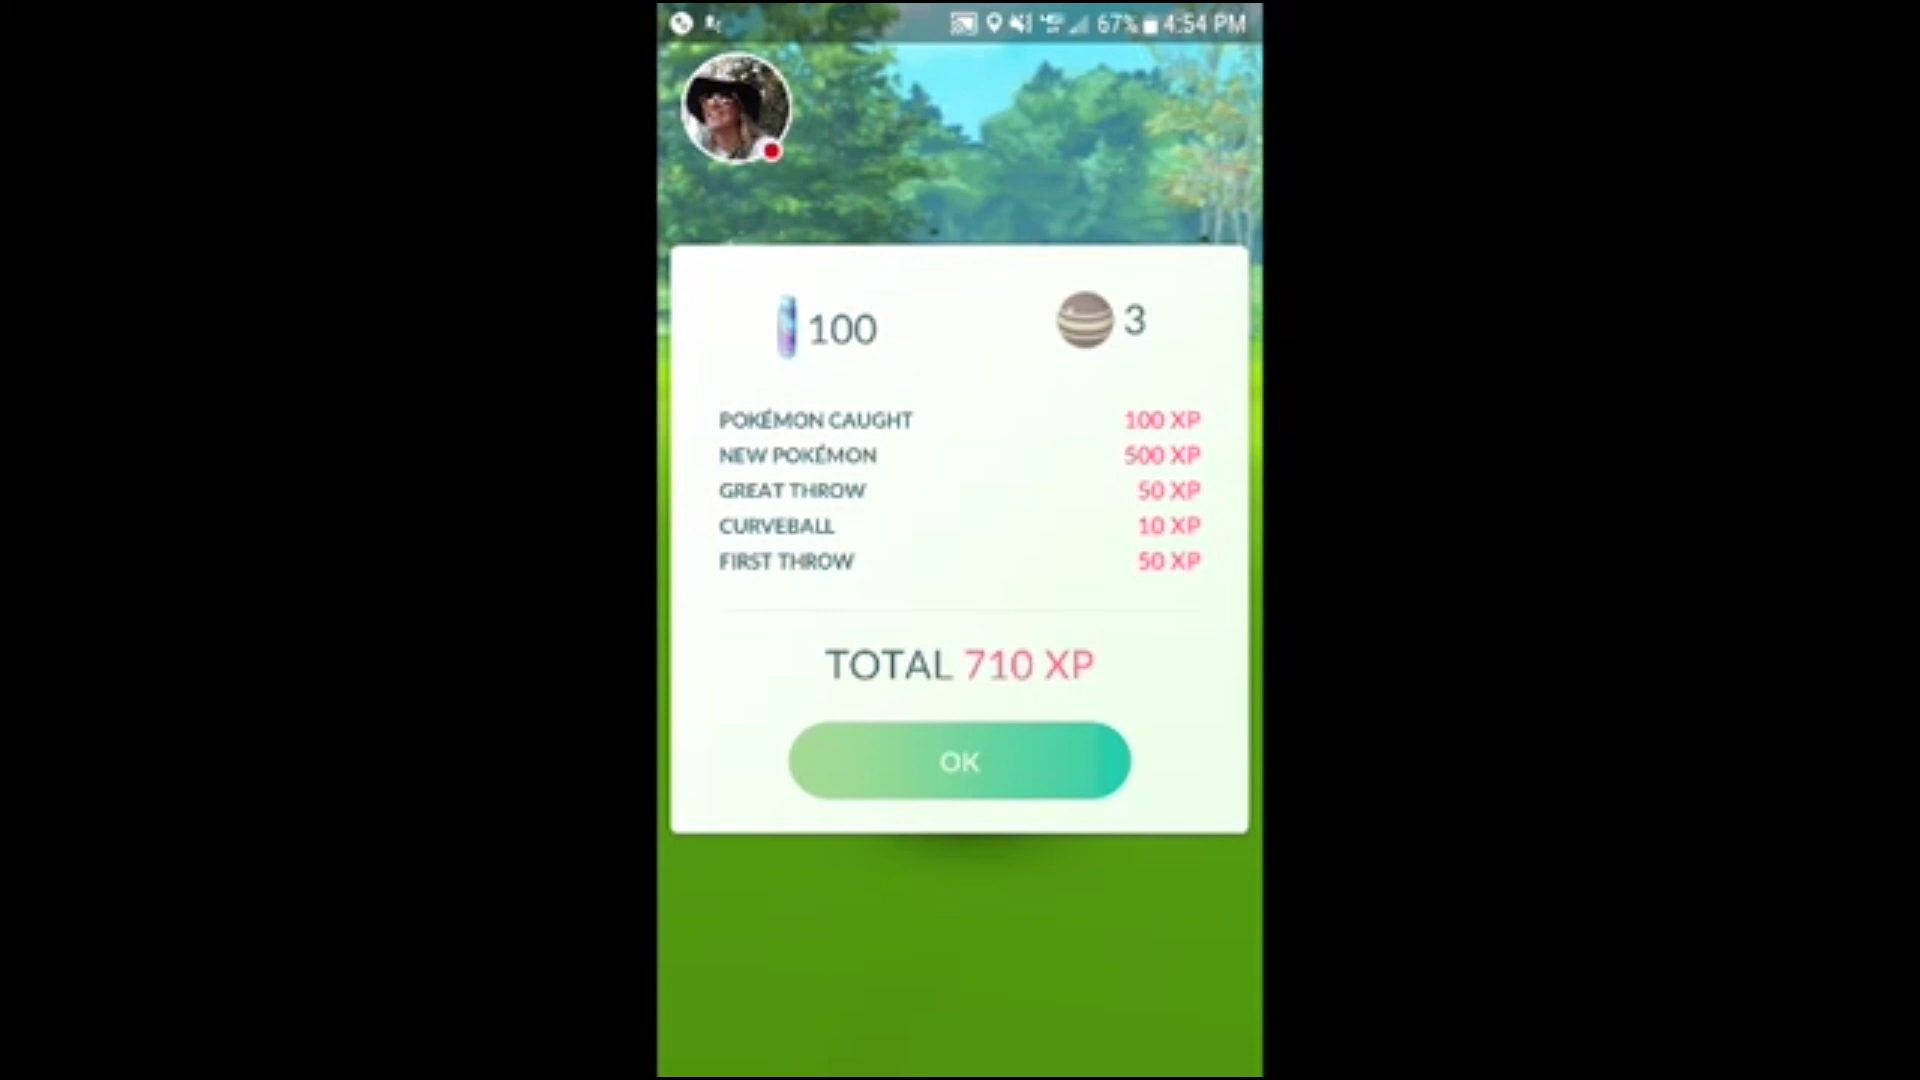 67% 4:54 PM
100
3
POKÉMON CAUGHT 100 XP
NEW POKÉMON 500 XP
GREAT THROW 50 XP
CURVEBALL 10 XP
FIRST THROW 50 XP
TOTAL 710 XP
OK